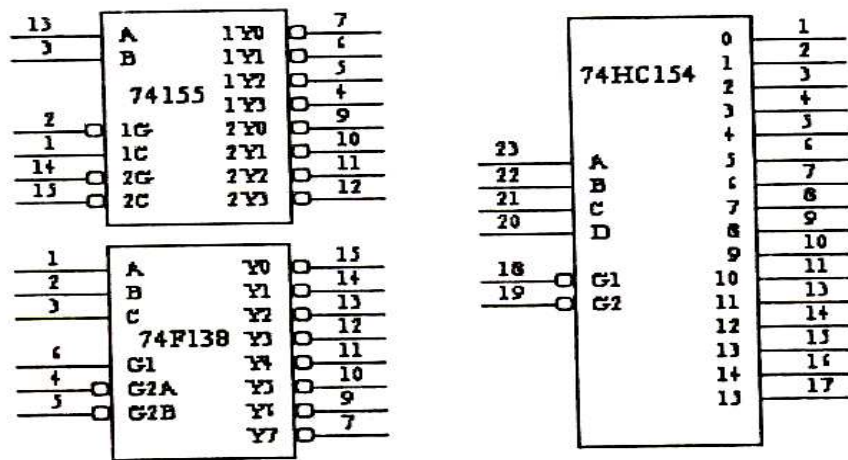 13 A 1Y0 7
3 B 1Y1 6
1Y2 5
74155
1Y3 4
2 1G 2Y0 9
1 1C 2Y1 10
14 2G 2Y2 11
15 2C 2Y3 12
1 A Y0 15
2 B Y1 14
3 C Y2 13
74F138 Y3 12
6 G1 Y4 11
4 G2A Y5 10
5 G2B Y6 9
Y7 7
0 1
1 2
74HC154
2 3
3 4
4 5
23 A 5 6
22 B 6 7
21 C 7 8
20 D 8 9
9 10
18 G1 10 11
19 G2 11 13
12 14
13 15
14 16
15 17